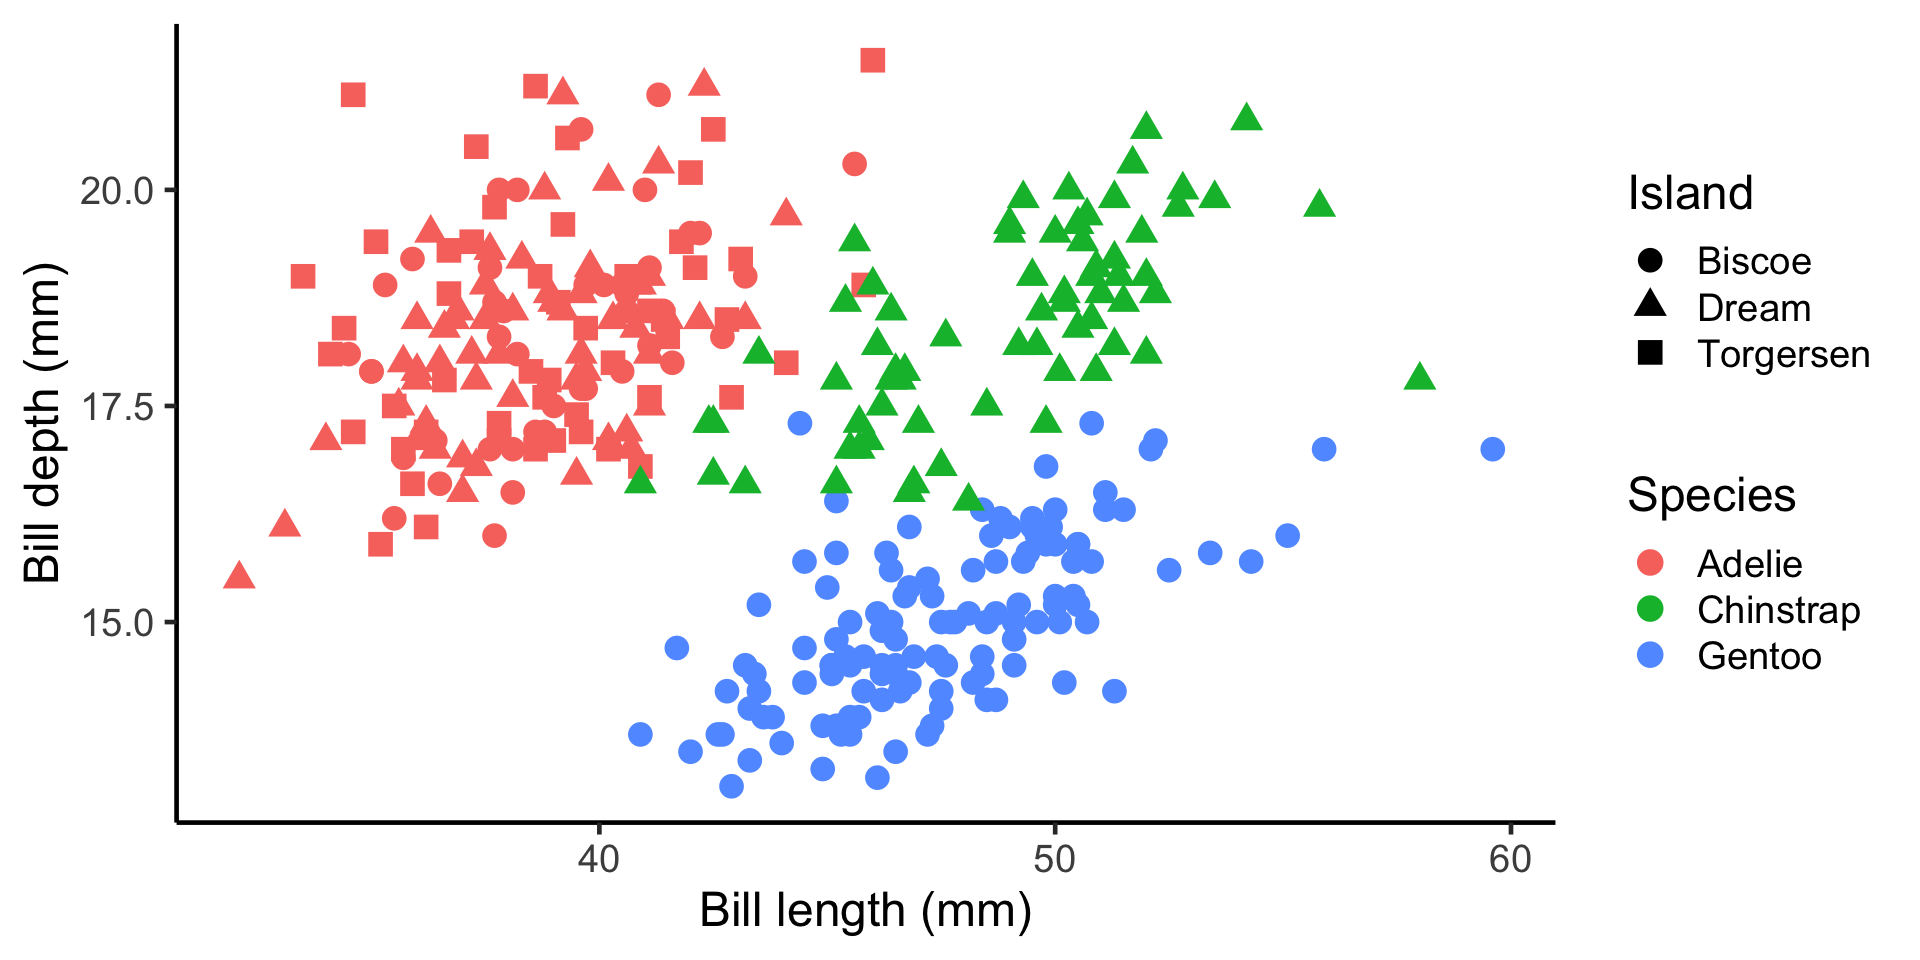 20.0
17.5
15.0
Bill depth (mm)
40 50 60
Bill length (mm)
Island
Biscoe
Dream
Torgersen
Species
Adelie
Chinstrap
Gentoo